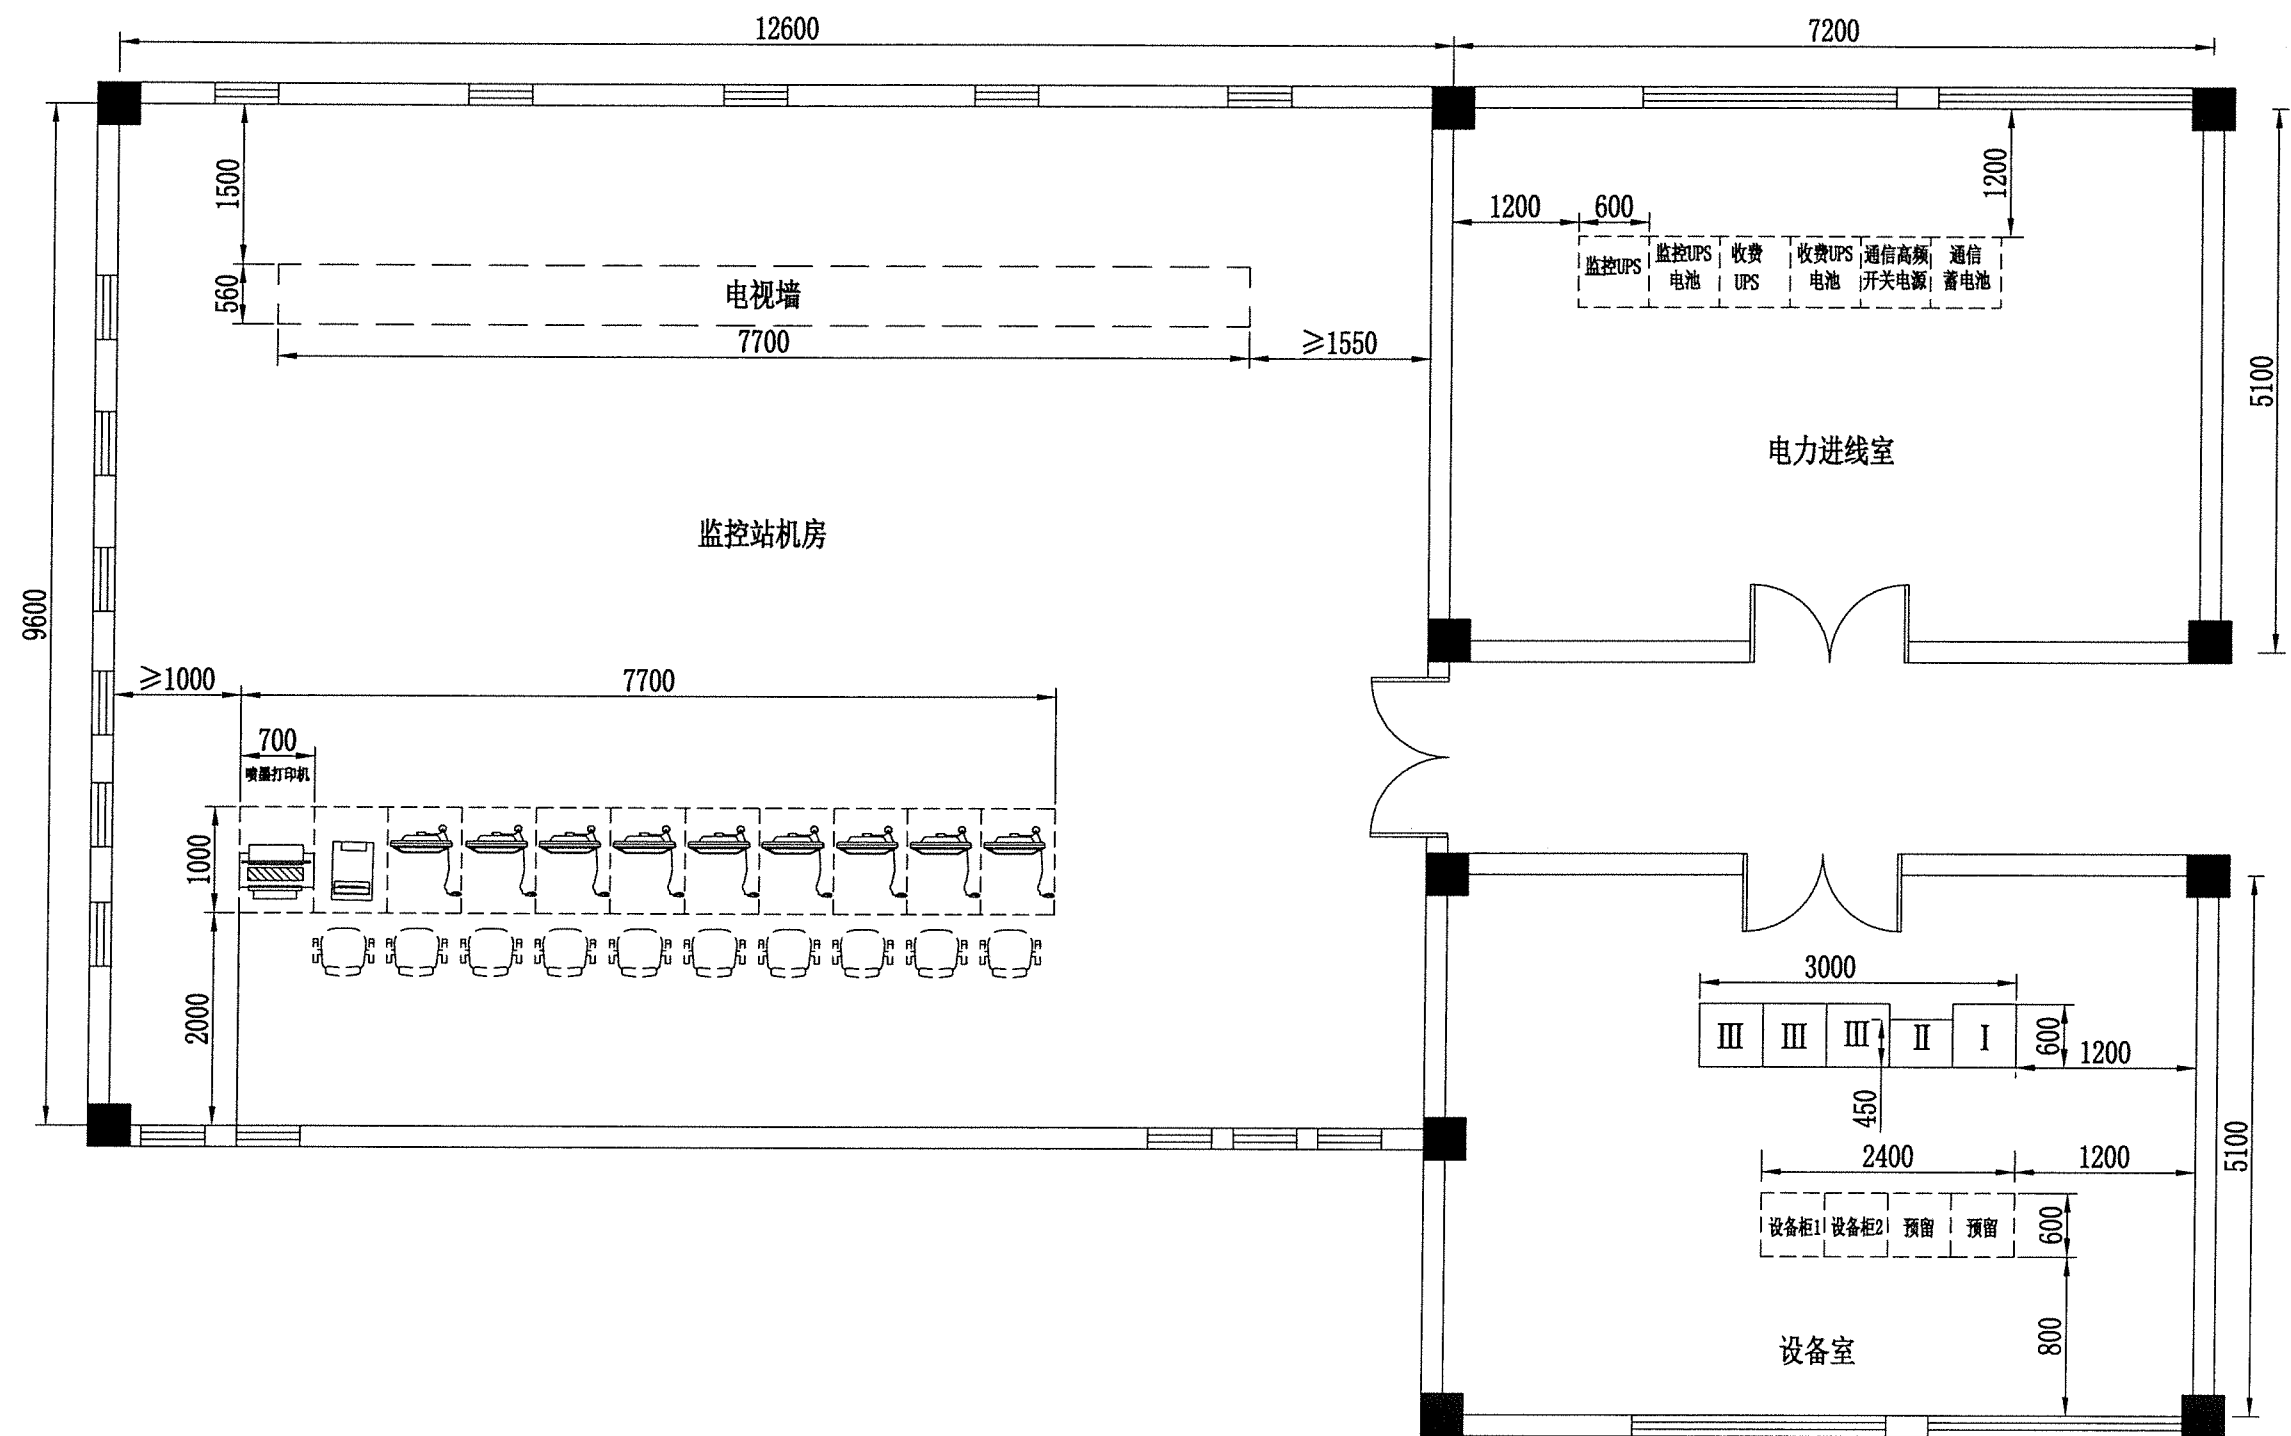 12600
7200
1500
1200
1200
600
监控UPS
监控UPS
电池
收费
UPS
收费UPS
电池
通信高频
开关电源
通信
蓄电池
560
电视墙
7700
≥1550
5100
电力进线室
监控站机房
9600
≥1000
7700
700
喷墨打印机
1000
2000
3000
Ⅲ
Ⅲ
Ⅲ
Ⅱ
Ⅰ
600
1200
450
2400
1200
5100
设备柜1
设备柜2
预留
预留
600
800
设备室